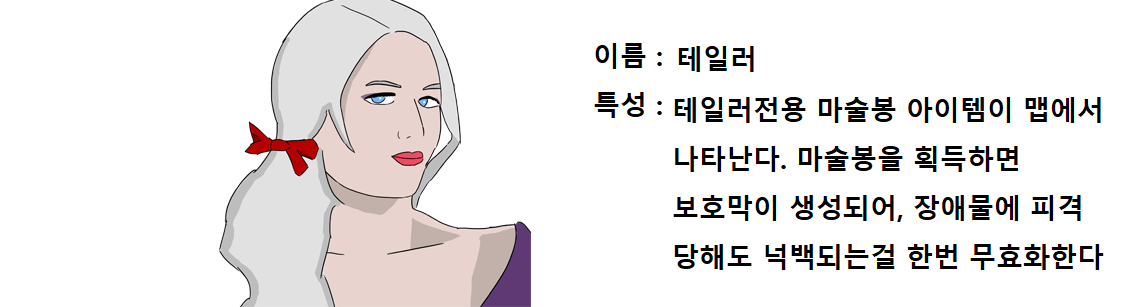 이름 : 테일러
특성 : 테일러전용 마술봉 아이템이 맵에서
나타난다. 마술봉을 획득하면
보호막이 생성되어, 장애물에 피격
당해도 넉백되는걸 한번 무효화한다